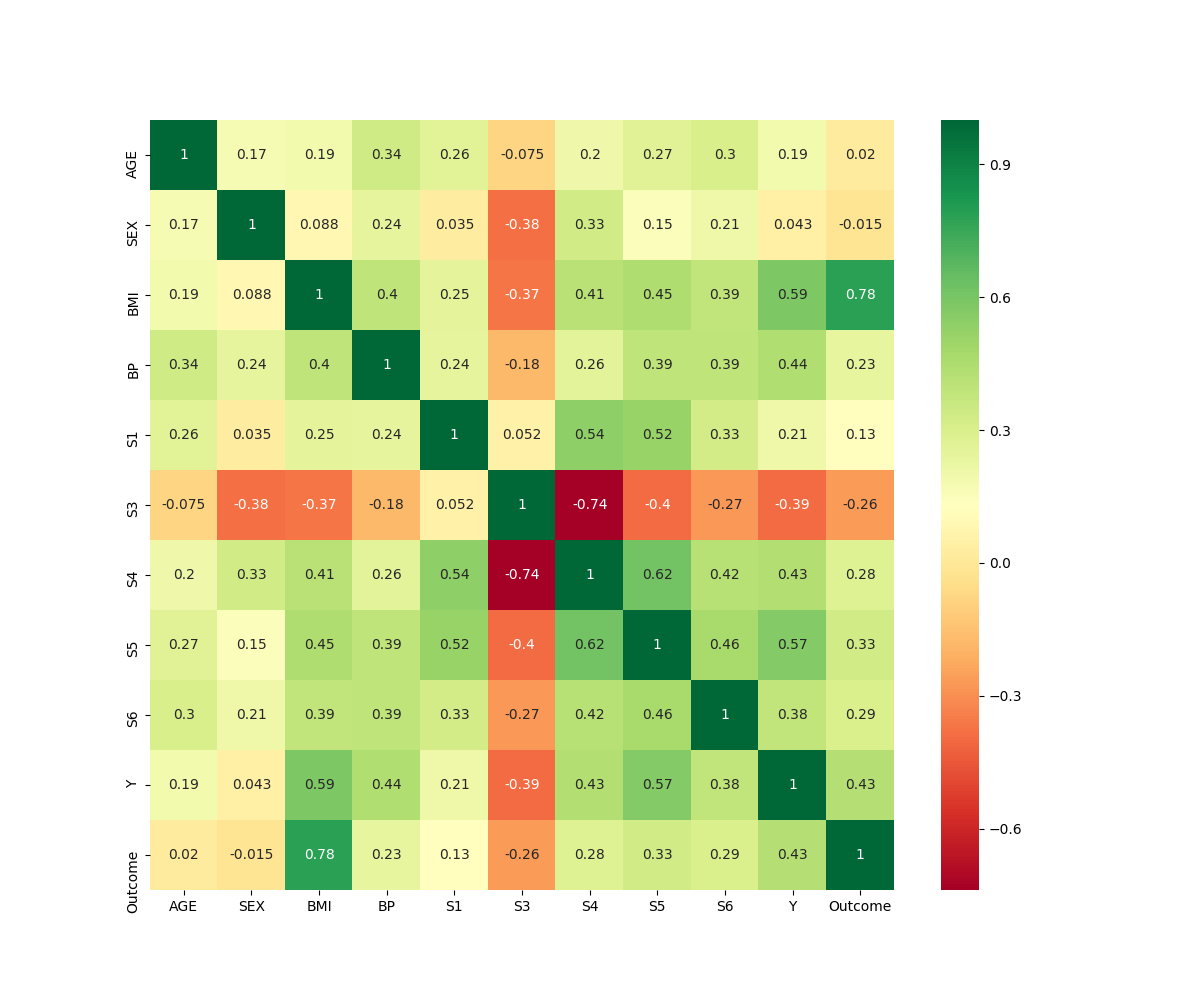 AGE 1 0.17 0.19 0.34 0.26 -0.075 0.2 0.27 0.3 0.19 0.02
SEX 0.17 1 0.088 0.24 0.035 -0.38 0.33 0.15 0.21 0.043 -0.015
BMI 0.19 0.088 1 0.4 0.25 -0.37 0.41 0.45 0.39 0.59 0.78
BP 0.34 0.24 0.4 1 0.24 -0.18 0.26 0.39 0.39 0.44 0.23
S1 0.26 0.035 0.25 0.24 1 0.052 0.54 0.52 0.33 0.21 0.13
S3 -0.075 -0.38 -0.37 -0.18 0.052 1 -0.74 -0.4 -0.27 -0.39 -0.26
S4 0.2 0.33 0.41 0.26 0.54 -0.74 1 0.62 0.42 0.43 0.28
S5 0.27 0.15 0.45 0.39 0.52 -0.4 0.62 1 0.46 0.57 0.33
S6 0.3 0.21 0.39 0.39 0.33 -0.27 0.42 0.46 1 0.38 0.29
Y 0.19 0.043 0.59 0.44 0.21 -0.39 0.43 0.57 0.38 1 0.43
Outcome 0.02 -0.015 0.78 0.23 0.13 -0.26 0.28 0.33 0.29 0.43 1
AGE SEX BMI BP S1 S3 S4 S5 S6 Y Outcome
0.9
0.6
0.3
0.0
−0.3
−0.6